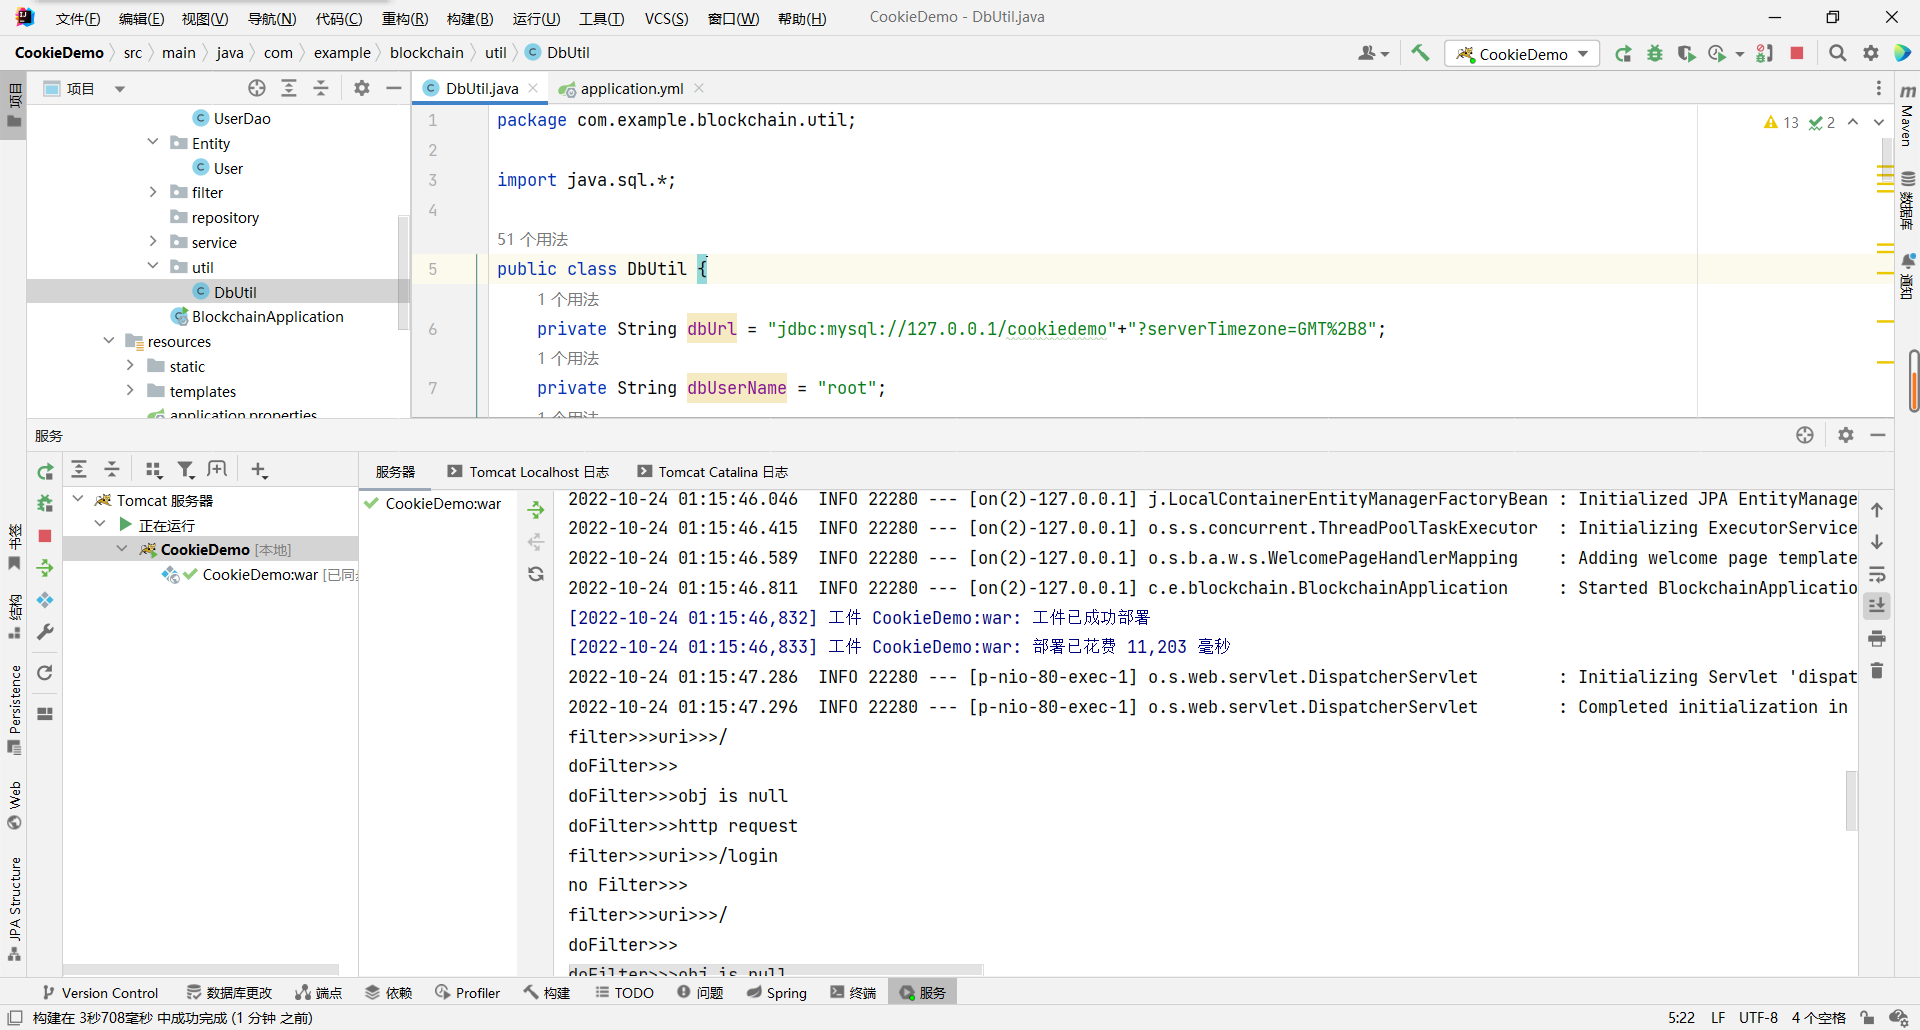 文件(F) 编辑(E) 视图(V) 导航(N) 代码(C) 重构(R) 构建(B) 运行(U) 工具(T) VCS(S) 窗口(W) 帮助(H) CookieDemo - DbUtil.java
CookieDemo src main java com example blockchain util DbUtil CookieDemo
项目
项目
DbUtil.java
application.yml
UserDao
Entity
User
filter
repository
service
util
DbUtil
BlockchainApplication
resources
static
templates
application.properties
1 package com.example.blockchain.util;
2
3 import java.sql.*;
4
51 个用法
5 public class DbUtil {
1 个用法
6 private String dbUrl = "jdbc:mysql://127.0.0.1/cookiedemo"+"?serverTimezone=GMT%2B8";
1 个用法
7 private String dbUserName = "root";
1 个用法
13 2
Maven
数据库
通知
服务
服务器 Tomcat Localhost 日志 Tomcat Catalina 日志
Tomcat 服务器
正在运行
CookieDemo [本地]
CookieDemo:war [已同步
CookieDemo:war
2022-10-24 01:15:46.046 INFO 22280 --- [on(2)-127.0.0.1] j.LocalContainerEntityManagerFactoryBean : Initialized JPA EntityManage
2022-10-24 01:15:46.415 INFO 22280 --- [on(2)-127.0.0.1] o.s.s.concurrent.ThreadPoolTaskExecutor : Initializing ExecutorService
2022-10-24 01:15:46.589 INFO 22280 --- [on(2)-127.0.0.1] o.s.b.a.w.s.WelcomePageHandlerMapping : Adding welcome page template
2022-10-24 01:15:46.811 INFO 22280 --- [on(2)-127.0.0.1] c.e.blockchain.BlockchainApplication : Started BlockchainApplicatio
[2022-10-24 01:15:46,832] 工件 CookieDemo:war: 工件已成功部署
[2022-10-24 01:15:46,833] 工件 CookieDemo:war: 部署已花费 11,203 毫秒
2022-10-24 01:15:47.286 INFO 22280 --- [p-nio-80-exec-1] o.s.web.servlet.DispatcherServlet : Initializing Servlet 'dispat
2022-10-24 01:15:47.296 INFO 22280 --- [p-nio-80-exec-1] o.s.web.servlet.DispatcherServlet : Completed initialization in
filter>>>uri>>>/
doFilter>>>
doFilter>>>obj is null
doFilter>>>http request
filter>>>uri>>>/login
no Filter>>>
filter>>>uri>>>/
doFilter>>>
doFilter>>>obj is null
书签
结构
Persistence
Web
JPA Structure
Version Control 数据库更改 端点 依赖 Profiler 构建 TODO 问题 Spring 终端 服务
构建在 3秒708毫秒 中成功完成 (1 分钟 之前) 5:22 LF UTF-8 4 个空格